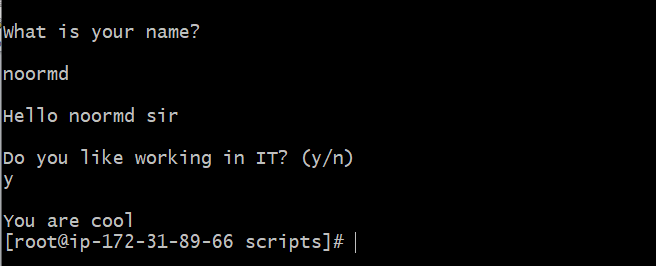 What is your name?
noormd
Hello noormd sir
Do you like working in IT? (y/n)
y
You are cool
[root@ip-172-31-89-66 scripts]#